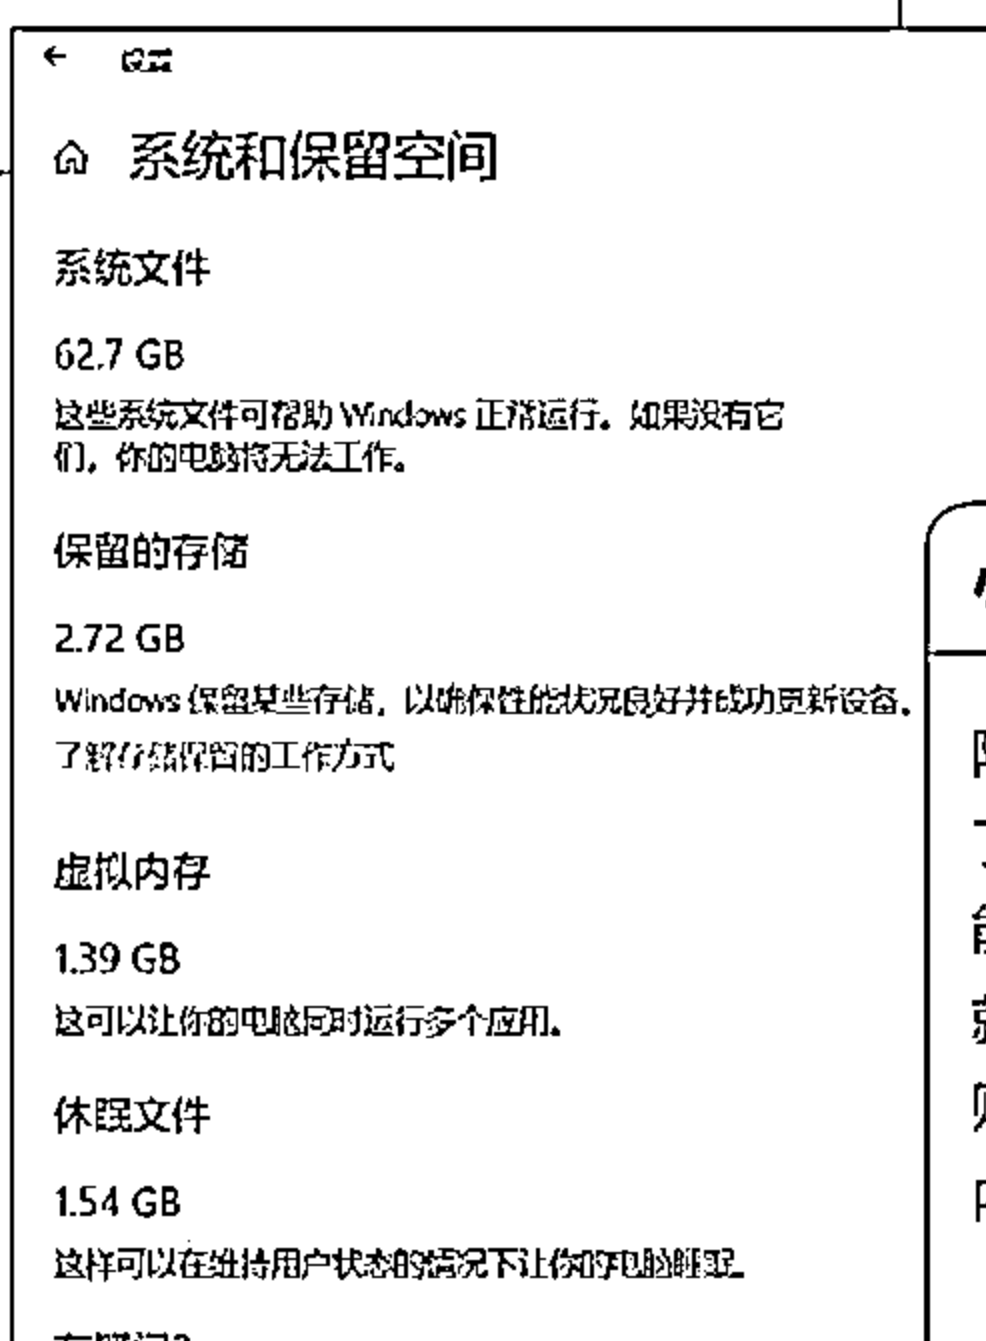 设置
系统和保留空间
系统文件
62.7 GB
这些系统文件可帮助 Windows 正常运行。如果没有它
们，你的电脑将无法工作。
保留的存储
2.72 GB
Windows 保留某些存储，以确保性能状况良好并成功更新设备。
了解存储保留的工作方式
虚拟内存
1.39 GB
这可以让你的电脑同时运行多个应用。
休眠文件
1.54 GB
这样可以在维持用户状态的情况下让你的电脑睡眠。